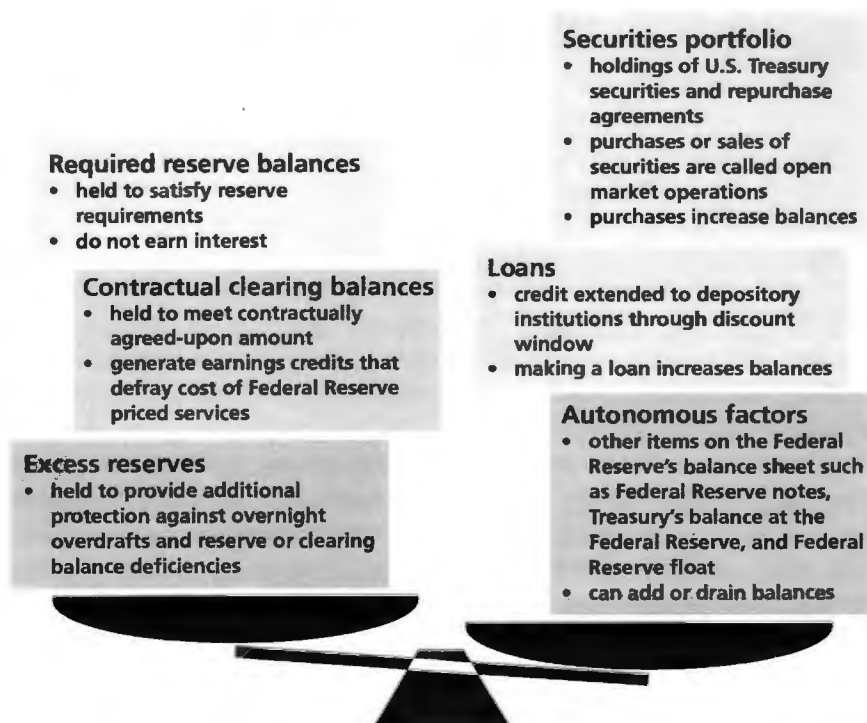 Required reserve balances
• held to satisfy reserve
requirements
• do not earn interest
Contractual clearing balances
• held to meet contractually
agreed-upon amount
• generate earnings credits that
defray cost of Federal Reserve
priced services
Excess reserves
• held to provide additional
protection against overnight
overdrafts and reserve or clearing
balance deficiencies
Securities portfolio
• holdings of U.S. Treasury
securities and repurchase
agreements
• purchases or sales of
securities are called open
market operations
• purchases increase balances
Loans
• credit extended to depository
institutions through discount
window
• making a loan increases balances
Autonomous factors
• other items on the Federal
Reserve's balance sheet such
as Federal Reserve notes,
Treasury's balance at the
Federal Reserve, and Federal
Reserve float
• can add or drain balances